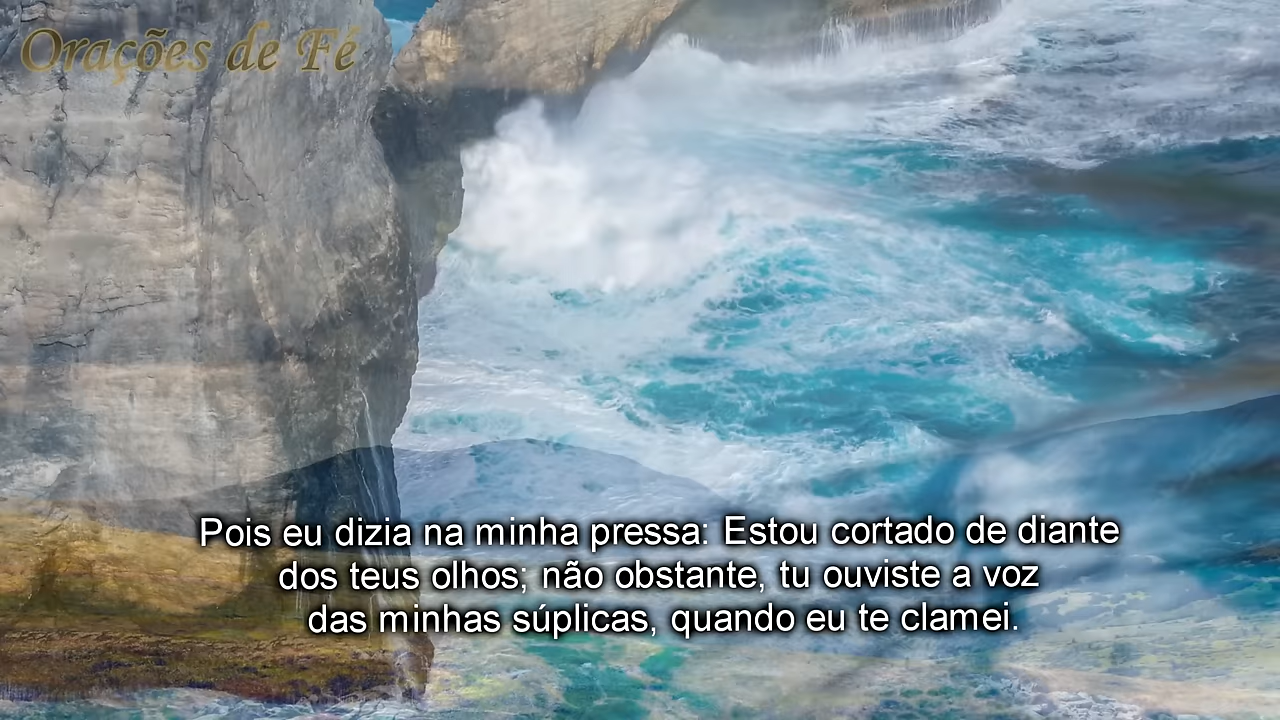 Orações de Fé
Pois eu dizia na minha pressa: Estou cortado de diante
dos teus olhos; não obstante, tu ouviste a voz
das minhas súplicas, quando eu te clamei.